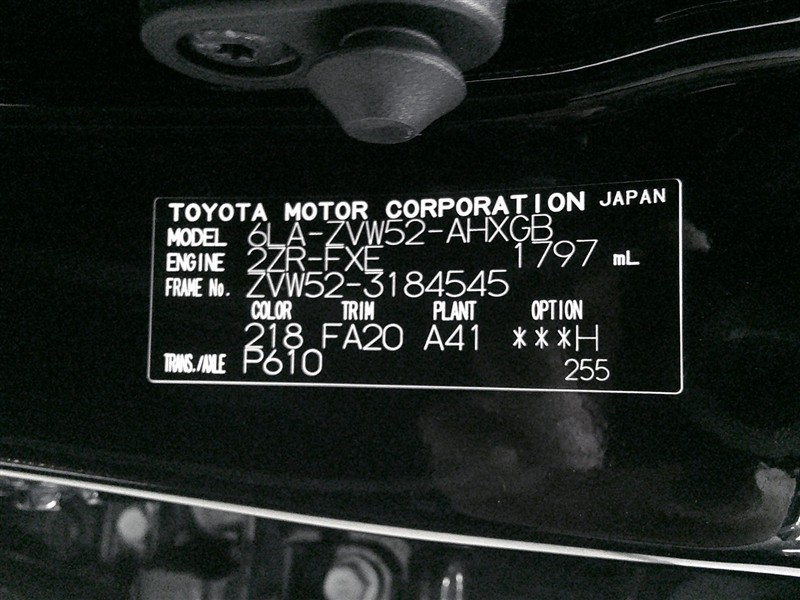 TOYOTA MOTOR CORPORATION JAPAN
MODEL 6LA-ZVW52-AHXGB
ENGINE 2ZR-FXE 1797 mL
FRAME No. ZVW52-3184545
COLOR TRIM PLANT OPTION
218 FA20 A41 ***H
TRANS./AXLE P610 255